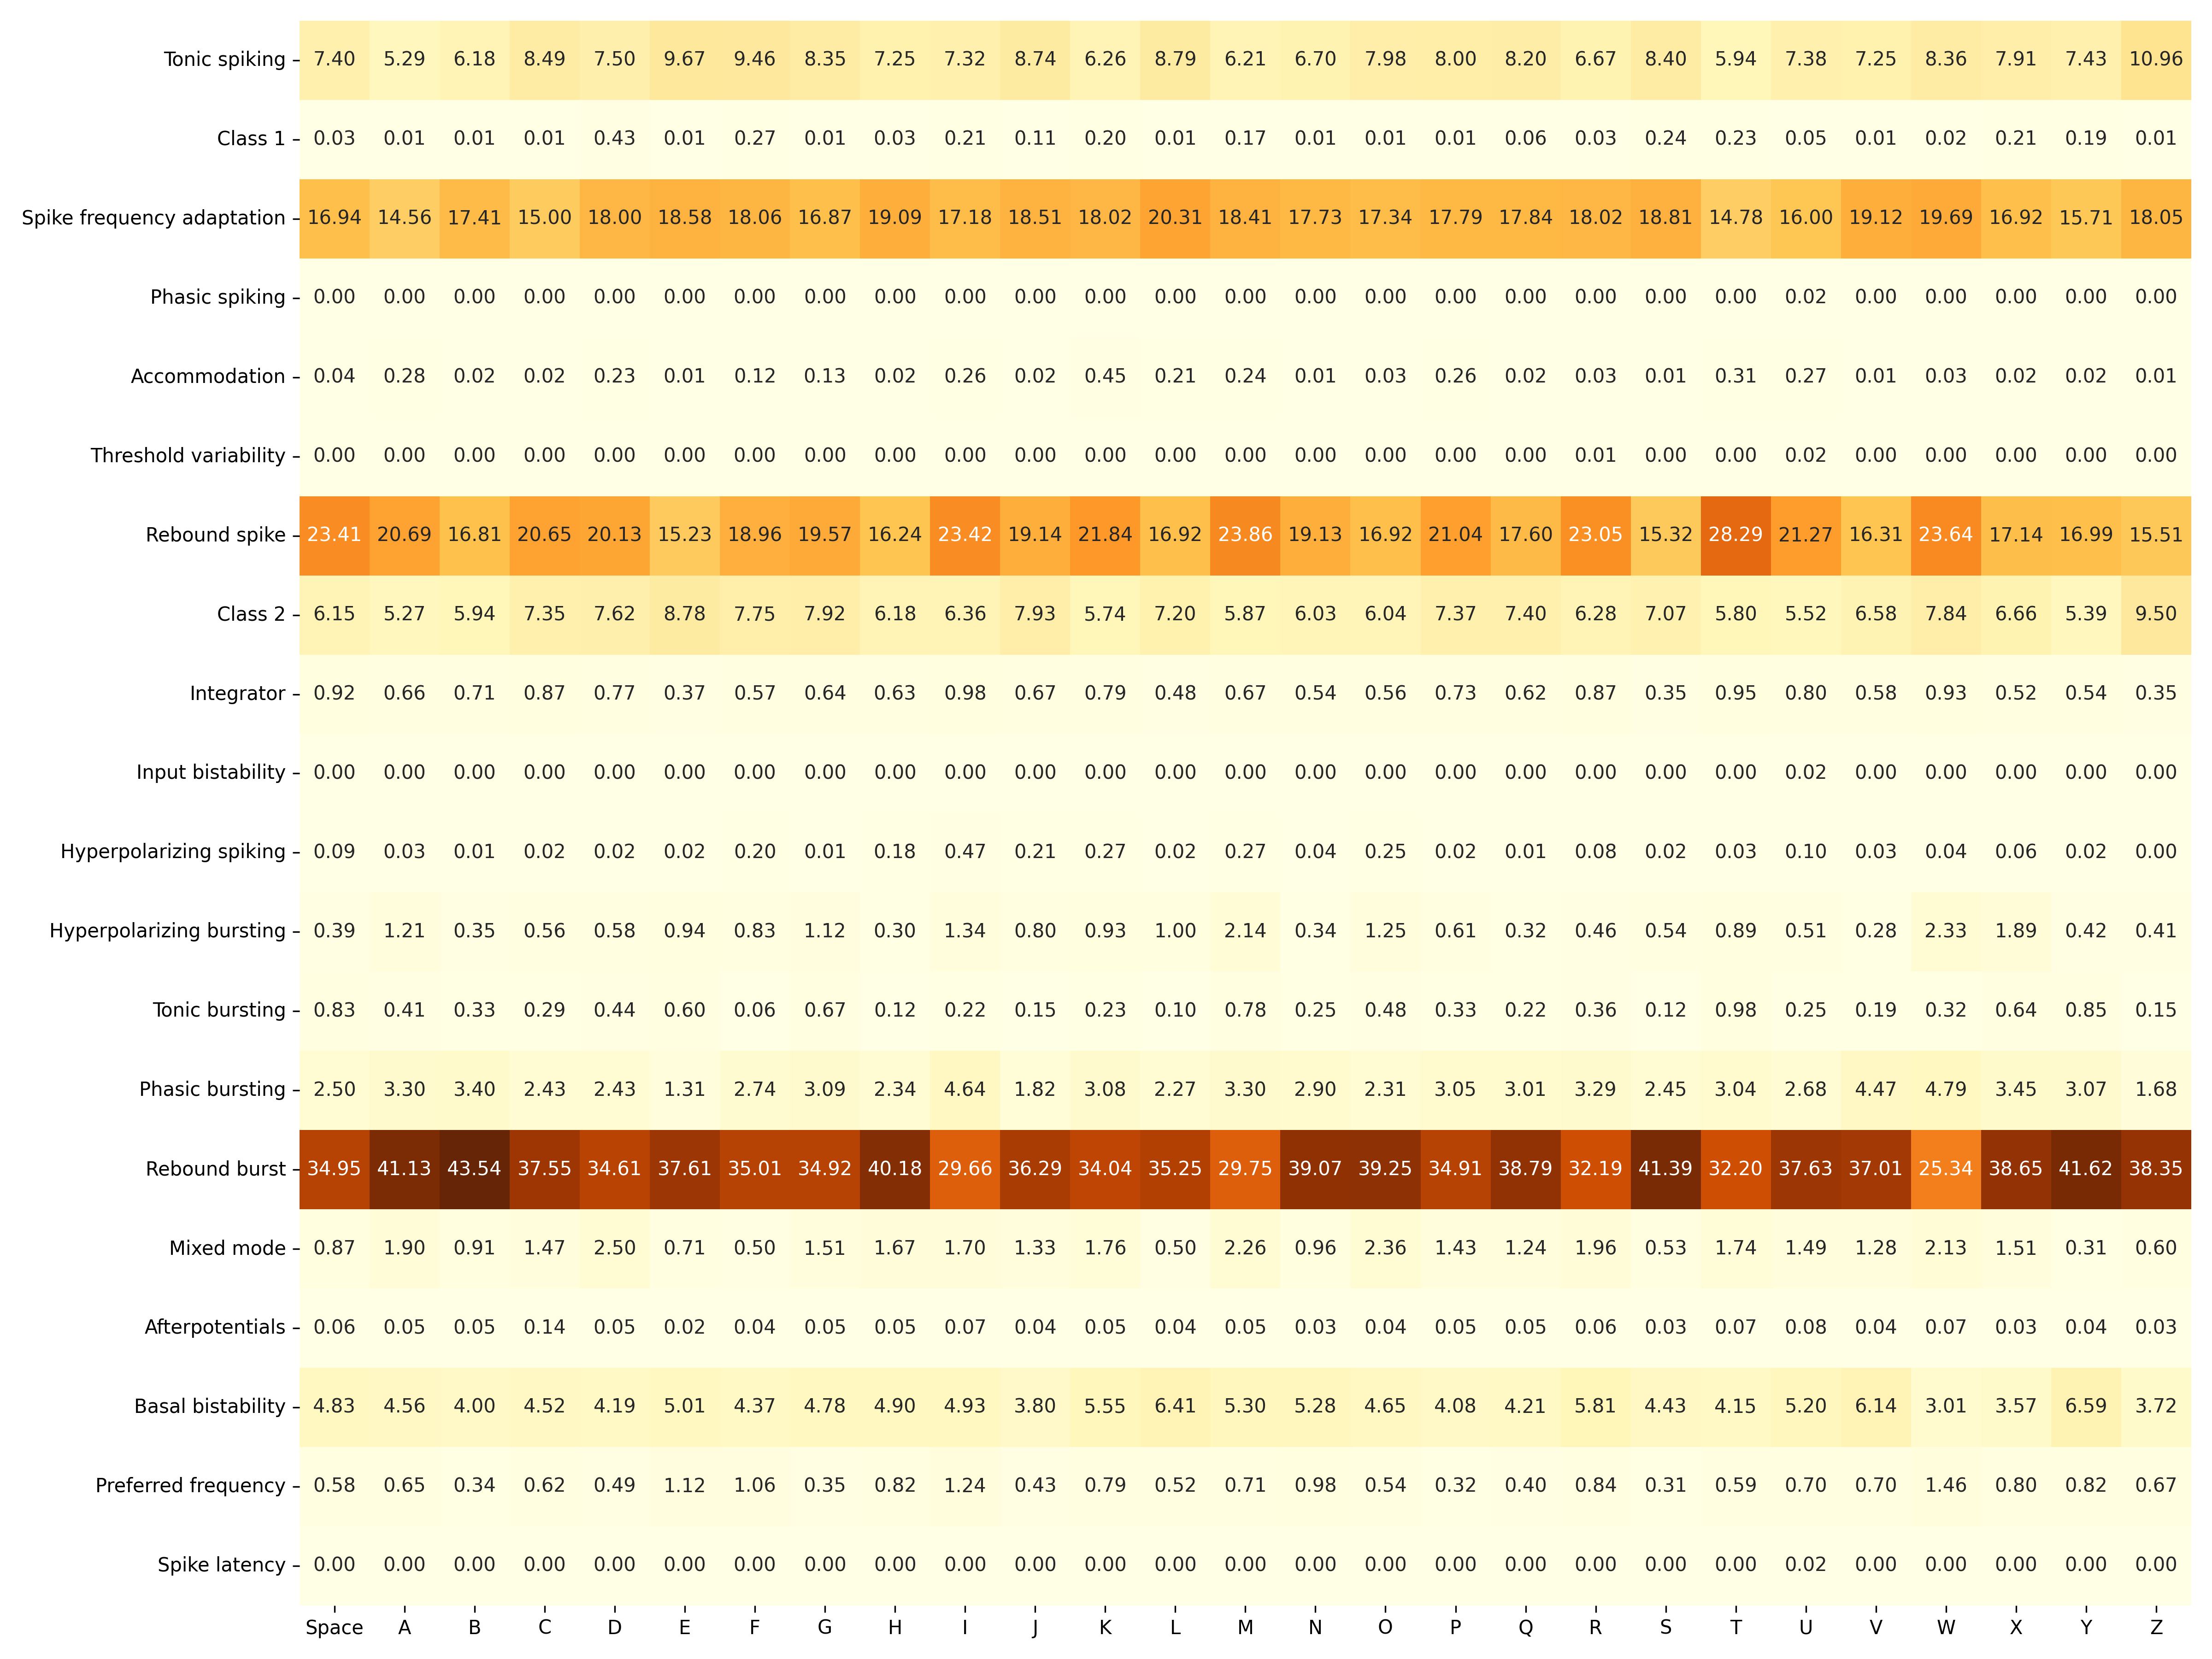 Tonic spiking 7.40 5.29 6.18 8.49 7.50 9.67 9.46 8.35 7.25 7.32 8.74 6.26 8.79 6.21 6.70 7.98 8.00 8.20 6.67 8.40 5.94 7.38 7.25 8.36 7.91 7.43 10.96
Class 1 0.03 0.01 0.01 0.01 0.43 0.01 0.27 0.01 0.03 0.21 0.11 0.20 0.01 0.17 0.01 0.01 0.01 0.06 0.03 0.24 0.23 0.05 0.01 0.02 0.21 0.19 0.01
Spike frequency adaptation 16.94 14.56 17.41 15.00 18.00 18.58 18.06 16.87 19.09 17.18 18.51 18.02 20.31 18.41 17.73 17.34 17.79 17.84 18.02 18.81 14.78 16.00 19.12 19.69 16.92 15.71 18.05
Phasic spiking 0.00 0.00 0.00 0.00 0.00 0.00 0.00 0.00 0.00 0.00 0.00 0.00 0.00 0.00 0.00 0.00 0.00 0.00 0.00 0.00 0.00 0.02 0.00 0.00 0.00 0.00 0.00
Accommodation 0.04 0.28 0.02 0.02 0.23 0.01 0.12 0.13 0.02 0.26 0.02 0.45 0.21 0.24 0.01 0.03 0.26 0.02 0.03 0.01 0.31 0.27 0.01 0.03 0.02 0.02 0.01
Threshold variability 0.00 0.00 0.00 0.00 0.00 0.00 0.00 0.00 0.00 0.00 0.00 0.00 0.00 0.00 0.00 0.00 0.00 0.00 0.01 0.00 0.00 0.02 0.00 0.00 0.00 0.00 0.00
Rebound spike 23.41 20.69 16.81 20.65 20.13 15.23 18.96 19.57 16.24 23.42 19.14 21.84 16.92 23.86 19.13 16.92 21.04 17.60 23.05 15.32 28.29 21.27 16.31 23.64 17.14 16.99 15.51
Class 2 6.15 5.27 5.94 7.35 7.62 8.78 7.75 7.92 6.18 6.36 7.93 5.74 7.20 5.87 6.03 6.04 7.37 7.40 6.28 7.07 5.80 5.52 6.58 7.84 6.66 5.39 9.50
Integrator 0.92 0.66 0.71 0.87 0.77 0.37 0.57 0.64 0.63 0.98 0.67 0.79 0.48 0.67 0.54 0.56 0.73 0.62 0.87 0.35 0.95 0.80 0.58 0.93 0.52 0.54 0.35
Input bistability 0.00 0.00 0.00 0.00 0.00 0.00 0.00 0.00 0.00 0.00 0.00 0.00 0.00 0.00 0.00 0.00 0.00 0.00 0.00 0.00 0.00 0.02 0.00 0.00 0.00 0.00 0.00
Hyperpolarizing spiking 0.09 0.03 0.01 0.02 0.02 0.02 0.20 0.01 0.18 0.47 0.21 0.27 0.02 0.27 0.04 0.25 0.02 0.01 0.08 0.02 0.03 0.10 0.03 0.04 0.06 0.02 0.00
Hyperpolarizing bursting 0.39 1.21 0.35 0.56 0.58 0.94 0.83 1.12 0.30 1.34 0.80 0.93 1.00 2.14 0.34 1.25 0.61 0.32 0.46 0.54 0.89 0.51 0.28 2.33 1.89 0.42 0.41
Tonic bursting 0.83 0.41 0.33 0.29 0.44 0.60 0.06 0.67 0.12 0.22 0.15 0.23 0.10 0.78 0.25 0.48 0.33 0.22 0.36 0.12 0.98 0.25 0.19 0.32 0.64 0.85 0.15
Phasic bursting 2.50 3.30 3.40 2.43 2.43 1.31 2.74 3.09 2.34 4.64 1.82 3.08 2.27 3.30 2.90 2.31 3.05 3.01 3.29 2.45 3.04 2.68 4.47 4.79 3.45 3.07 1.68
Rebound burst 34.95 41.13 43.54 37.55 34.61 37.61 35.01 34.92 40.18 29.66 36.29 34.04 35.25 29.75 39.07 39.25 34.91 38.79 32.19 41.39 32.20 37.63 37.01 25.34 38.65 41.62 38.35
Mixed mode 0.87 1.90 0.91 1.47 2.50 0.71 0.50 1.51 1.67 1.70 1.33 1.76 0.50 2.26 0.96 2.36 1.43 1.24 1.96 0.53 1.74 1.49 1.28 2.13 1.51 0.31 0.60
Afterpotentials 0.06 0.05 0.05 0.14 0.05 0.02 0.04 0.05 0.05 0.07 0.04 0.05 0.04 0.05 0.03 0.04 0.05 0.05 0.06 0.03 0.07 0.08 0.04 0.07 0.03 0.04 0.03
Basal bistability 4.83 4.56 4.00 4.52 4.19 5.01 4.37 4.78 4.90 4.93 3.80 5.55 6.41 5.30 5.28 4.65 4.08 4.21 5.81 4.43 4.15 5.20 6.14 3.01 3.57 6.59 3.72
Preferred frequency 0.58 0.65 0.34 0.62 0.49 1.12 1.06 0.35 0.82 1.24 0.43 0.79 0.52 0.71 0.98 0.54 0.32 0.40 0.84 0.31 0.59 0.70 0.70 1.46 0.80 0.82 0.67
Spike latency 0.00 0.00 0.00 0.00 0.00 0.00 0.00 0.00 0.00 0.00 0.00 0.00 0.00 0.00 0.00 0.00 0.00 0.00 0.00 0.00 0.00 0.02 0.00 0.00 0.00 0.00 0.00
Space A B C D E F G H I J K L M N O P Q R S T U V W X Y Z